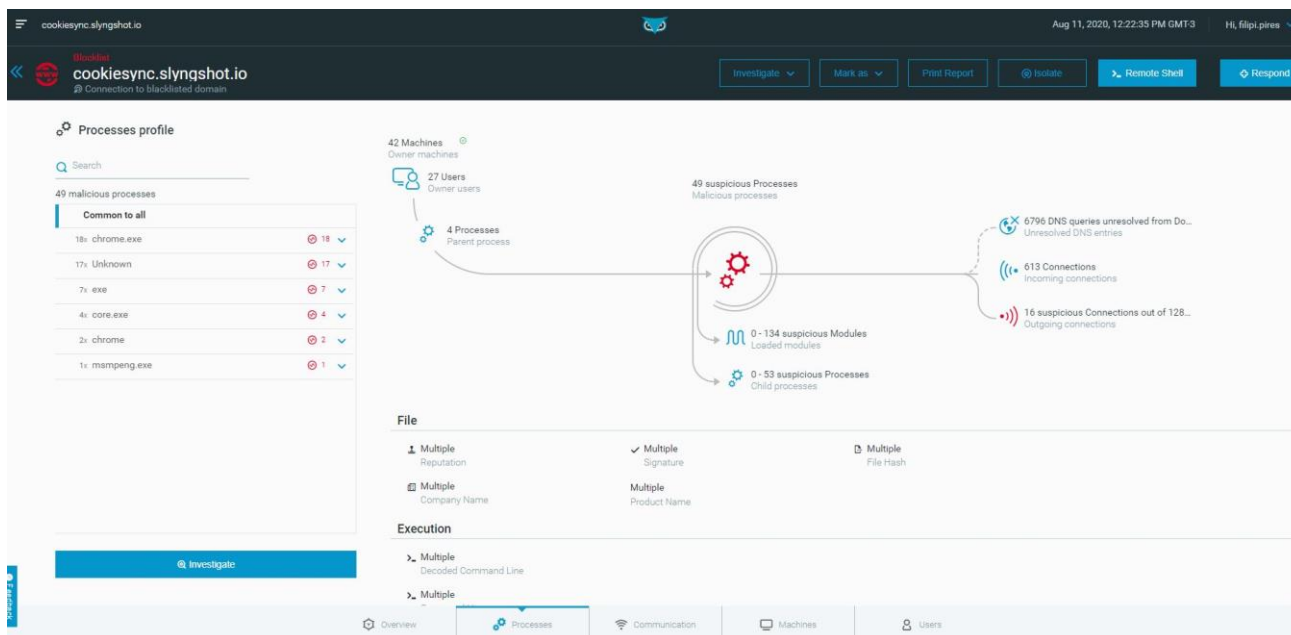 cookiesync.slyngshot.io
Aug 11, 2020, 12:22:35 PM GMT-3
Hi, filipi.pires
Blocklist
cookiesync.slyngshot.io
Connection to blacklisted domain
Investigate
Mark as
Print Report
Isolate
Remote Shell
Respond
Processes profile
Search
49 malicious processes
Common to all
18x chrome.exe 18
17x Unknown 17
7x exe 7
4x core.exe 4
2x chrome 2
1x msmpeng.exe 1
Investigate
42 Machines
Owner machines
27 Users
Owner users
4 Processes
Parent process
49 suspicious Processes
Malicious processes
6796 DNS queries unresolved from Do...
Unresolved DNS entries
613 Connections
Incoming connections
16 suspicious Connections out of 128...
Outgoing connections
0 - 134 suspicious Modules
Loaded modules
0 - 53 suspicious Processes
Child processes
File
Multiple
Reputation
Multiple
Signature
Multiple
File Hash
Multiple
Company Name
Multiple
Product Name
Execution
Multiple
Decoded Command Line
Multiple
Feedback
Overview
Processes
Communication
Machines
Users